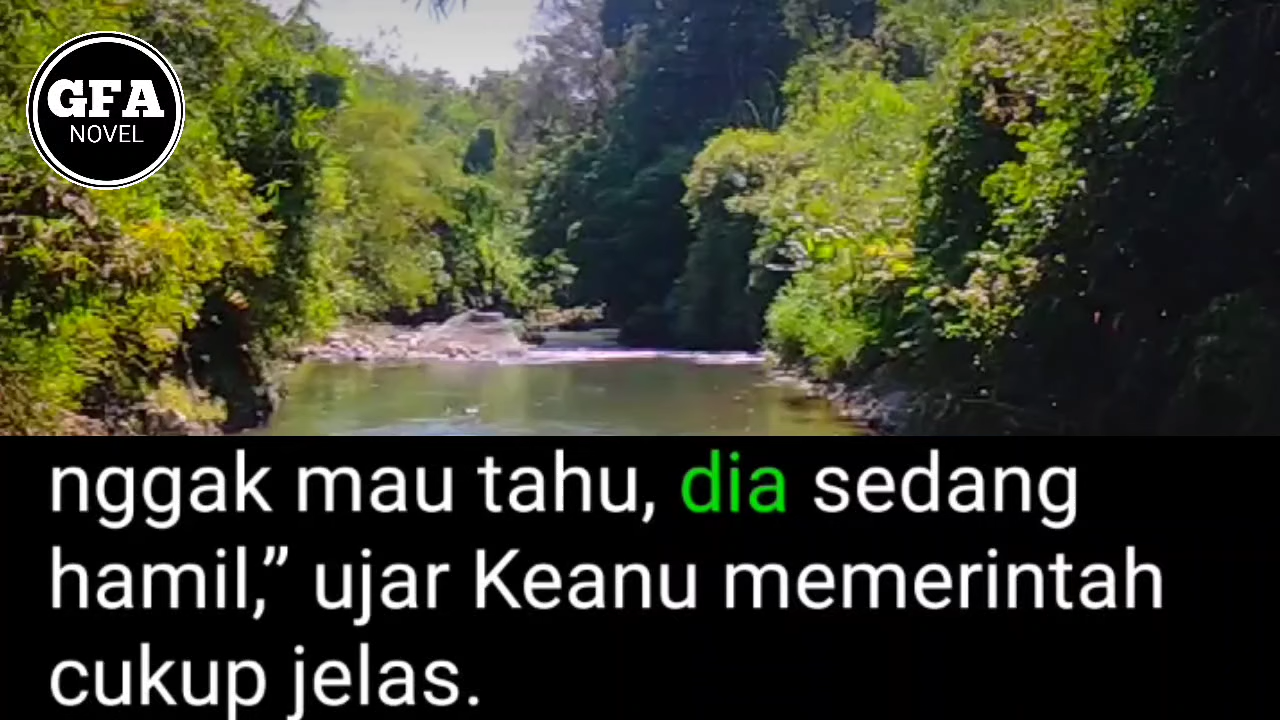 GFA
NOVEL
nggak mau tahu, dia sedang
hamil,” ujar Keanu memerintah
cukup jelas.